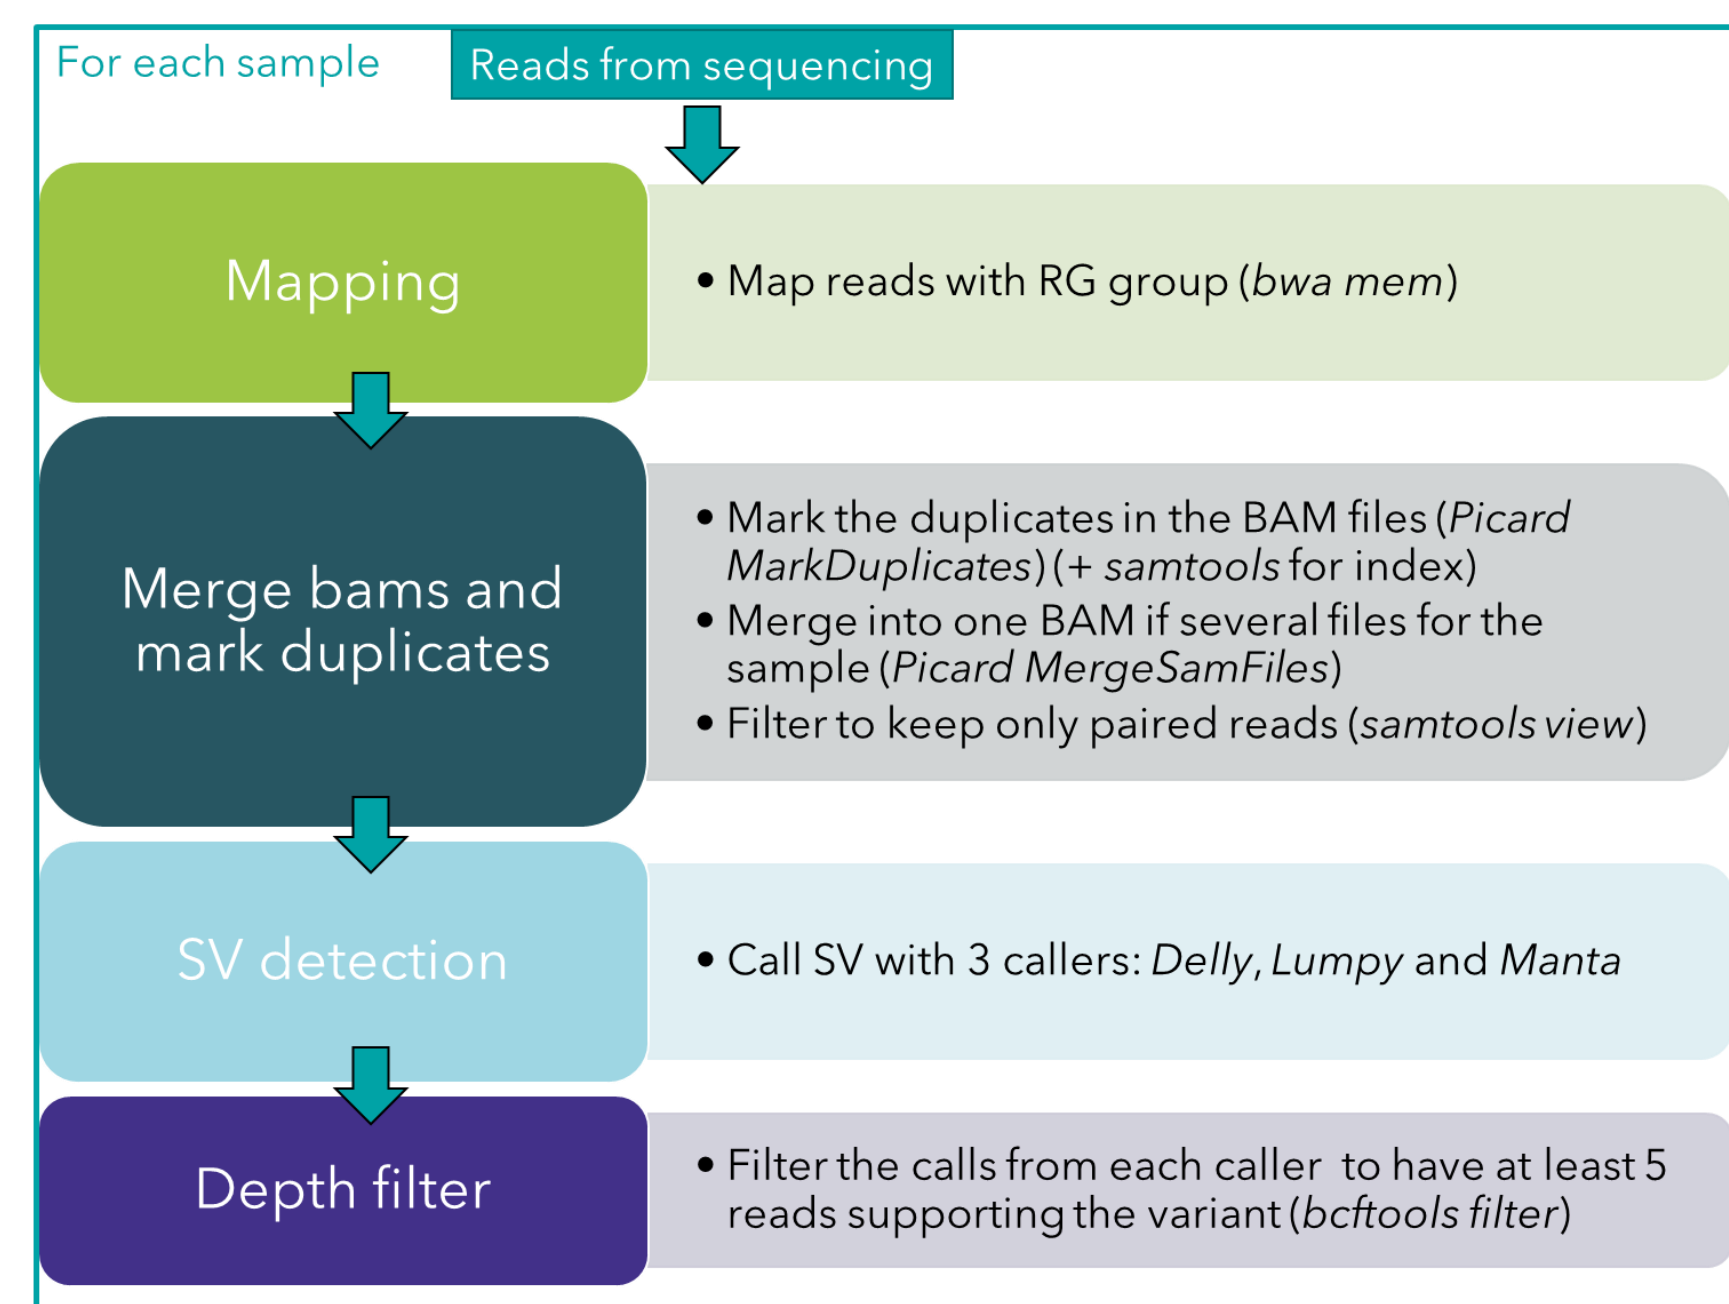 For each sample
Reads from sequencing
Mapping
• Map reads with RG group (bwa mem)
Merge bams and
mark duplicates
• Mark the duplicates in the BAM files (Picard
MarkDuplicates) (+ samtools for index)
• Merge into one BAM if several files for the
sample (Picard MergeSamFiles)
• Filter to keep only paired reads (samtools view)
SV detection
• Call SV with 3 callers: Delly, Lumpy and Manta
Depth filter
• Filter the calls from each caller to have at least 5
reads supporting the variant (bcftools filter)